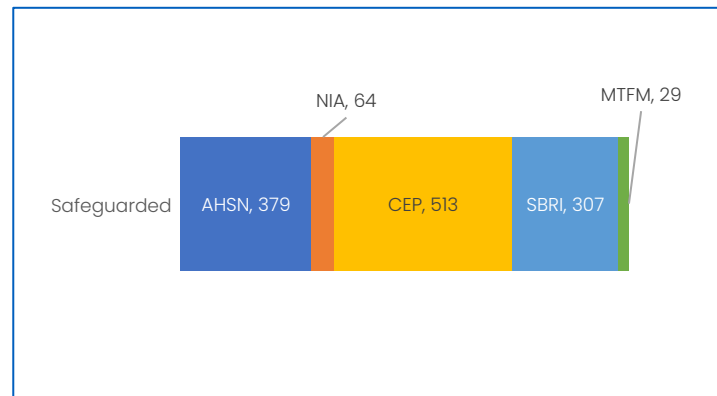 NIA, 64
MTFM, 29
Safeguarded
AHSN, 379
CEP, 513
SBRI, 307